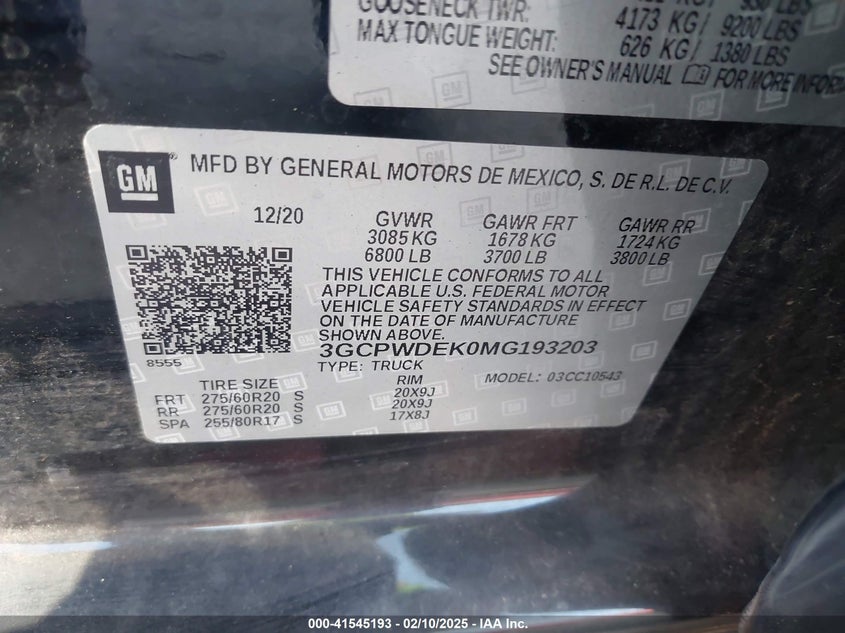 GOOSENECK TWR:
4173 KG/ 9200 LBS
MAX TONGUE WEIGHT:
626 KG/ 1380 LBS
SEE OWNER'S MANUAL FOR MORE INFORM
GM
MFD BY GENERAL MOTORS DE MEXICO, S. DE R.L. DE C.V.
12/20 GVWR GAWR FRT GAWR RR
3085 KG 1678 KG 1724 KG
6800 LB 3700 LB 3800 LB
THIS VEHICLE CONFORMS TO ALL
APPLICABLE U.S. FEDERAL MOTOR
VEHICLE SAFETY STANDARDS IN EFFECT
ON THE DATE OF MANUFACTURE
SHOWN ABOVE.
8555
3GCPWDEK0MG193203
TYPE: TRUCK MODEL: 03CC10543
TIRE SIZE RIM
FRT 275/60R20 S 20X9J
RR 275/60R20 S 20X9J
SPA 255/80R17 S 17X8J
000-41545193 - 02/10/2025 - IAA Inc.